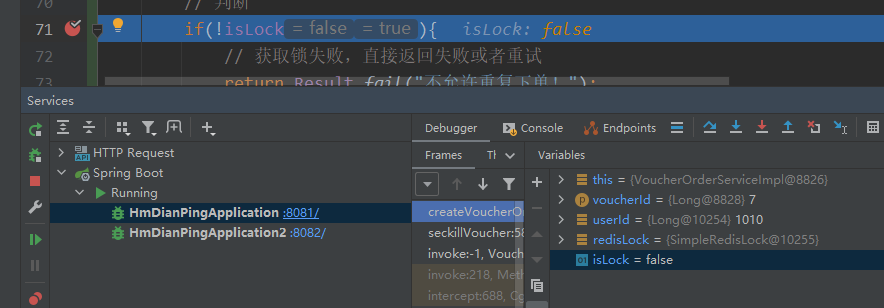 70 // 判断
71 if(!isLock = false = true){ isLock: false
72 // 获取锁失败，直接返回失败或者重试
73 return Result.fail("不允许重复下单！");
Services
Debugger Console Endpoints
HTTP Request
Frames Th Variables
Spring Boot
this = {VoucherOrderServiceImpl@8826}
Running
voucherId = {Long@8828} 7
HmDianPingApplication :8081/
createVoucherO
userId = {Long@10254} 1010
HmDianPingApplication2 :8082/
seckillVoucher:58
redisLock = {SimpleRedisLock@10255}
invoke:-1, Vouch
isLock = false
invoke:218, Meth
intercept:688, Cg